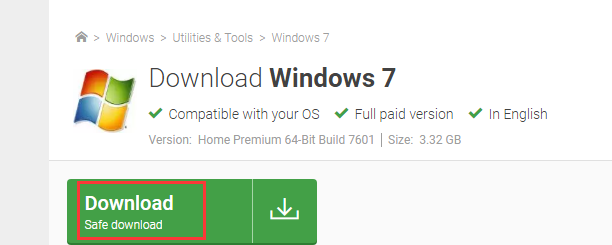 > Windows > Utilities & Tools > Windows 7
Download Windows 7
Compatible with your OS Full paid version In English
Version: Home Premium 64-Bit Build 7601 | Size: 3.32 GB
Download
Safe download